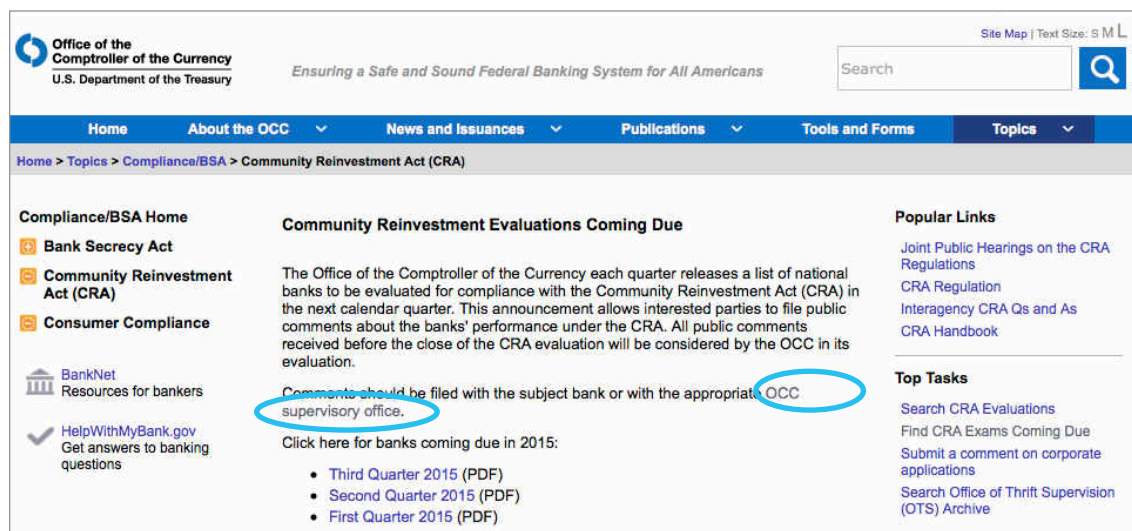 Site Map | Text Size: S M L
Office of the
Comptroller of the Currency
U.S. Department of the Treasury
Ensuring a Safe and Sound Federal Banking System for All Americans
Search
Home About the OCC News and Issuances Publications Tools and Forms Topics
Home > Topics > Compliance/BSA > Community Reinvestment Act (CRA)
Compliance/BSA Home
Bank Secrecy Act
Community Reinvestment
Act (CRA)
Consumer Compliance
BankNet
Resources for bankers
HelpWithMyBank.gov
Get answers to banking
questions
Community Reinvestment Evaluations Coming Due
The Office of the Comptroller of the Currency each quarter releases a list of national
banks to be evaluated for compliance with the Community Reinvestment Act (CRA) in
the next calendar quarter. This announcement allows interested parties to file public
comments about the banks' performance under the CRA. All public comments
received before the close of the CRA evaluation will be considered by the OCC in its
evaluation.
Comments should be filed with the subject bank or with the appropriate OCC
supervisory office.
Click here for banks coming due in 2015:
• Third Quarter 2015 (PDF)
• Second Quarter 2015 (PDF)
• First Quarter 2015 (PDF)
Popular Links
Joint Public Hearings on the CRA
Regulations
CRA Regulation
Interagency CRA Qs and As
CRA Handbook
Top Tasks
Search CRA Evaluations
Find CRA Exams Coming Due
Submit a comment on corporate
applications
Search Office of Thrift Supervision
(OTS) Archive